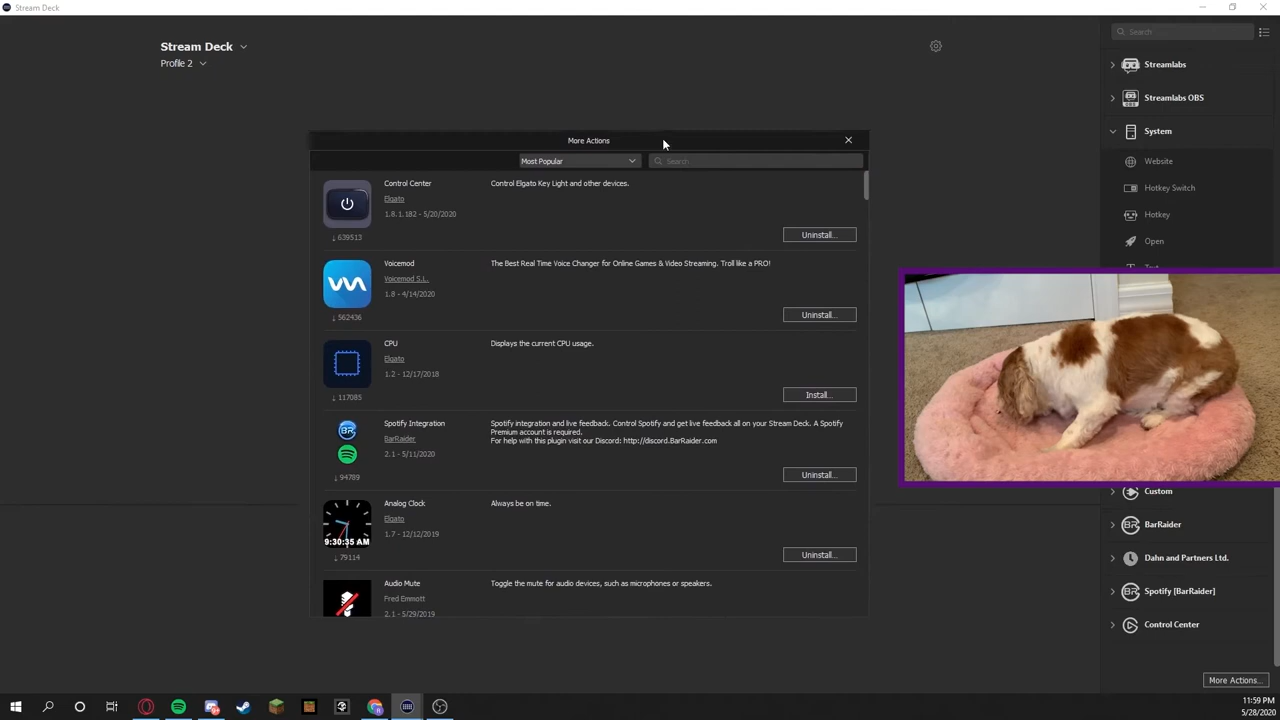 Stream Deck
Stream Deck
Profile 2
Search
Streamlabs
Streamlabs OBS
System
Website
Hotkey Switch
Hotkey
Open
Custom
BarRaider
Dahn and Partners Ltd.
Spotify [BarRaider]
Control Center
More Actions...
More Actions
Most Popular
Search
Control Center
Elgato
1.8.1.182 - 5/20/2020
639513
Control Elgato Key Light and other devices.
Uninstall...
Voicemod
Voicemod S.L.
1.8 - 4/14/2020
562436
The Best Real Time Voice Changer for Online Games & Video Streaming. Troll like a PRO!
Uninstall...
CPU
Elgato
1.2 - 12/17/2018
117085
Displays the current CPU usage.
Install...
Spotify Integration
BarRaider
2.1 - 5/11/2020
BR
94789
Spotify integration and live feedback. Control Spotify and get live feedback all on your Stream Deck. A Spotify
Premium account is required.
For help with this plugin visit our Discord: http://discord.BarRaider.com
Uninstall...
Analog Clock
Elgato
1.7 - 12/12/2019
9:30:35 AM
79114
Always be on time.
Uninstall...
Audio Mute
Fred Emmott
2.1 - 5/29/2019
Toggle the mute for audio devices, such as microphones or speakers.
11:59 PM
5/28/2020